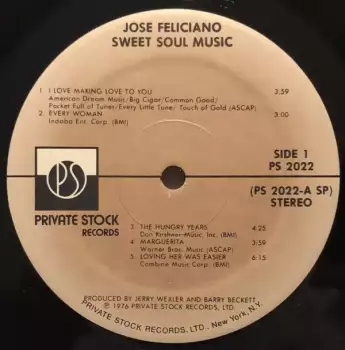 JOSE FELICIANO
SWEET SOUL MUSIC
1. I LOVE MAKING LOVE TO YOU 3:59
American Dream Music/Big Cigar/Common Good/
Pocket Full of Tunes/Every Little Tune/Touch of Gold (ASCAP)
2. EVERY WOMAN 3:00
Indaba Ent. Corp. (BMI)
SIDE 1
PS 2022
PS
(PS 2022-A SP)
STEREO
PRIVATE STOCK
RECORDS
3. THE HUNGRY YEARS 4:25
Don Kirshner Music, Inc. (BMI)
4. MARGUERITA 3:59
Warner Bros. Music (ASCAP)
5. LOVING HER WAS EASIER 6:15
Combine Music Corp. (BMI)
PRODUCED BY JERRY WEXLER AND BARRY BECKETT
℗ 1976 PRIVATE STOCK RECORDS, LTD.
PRIVATE STOCK RECORDS, LTD., New York, N.Y.